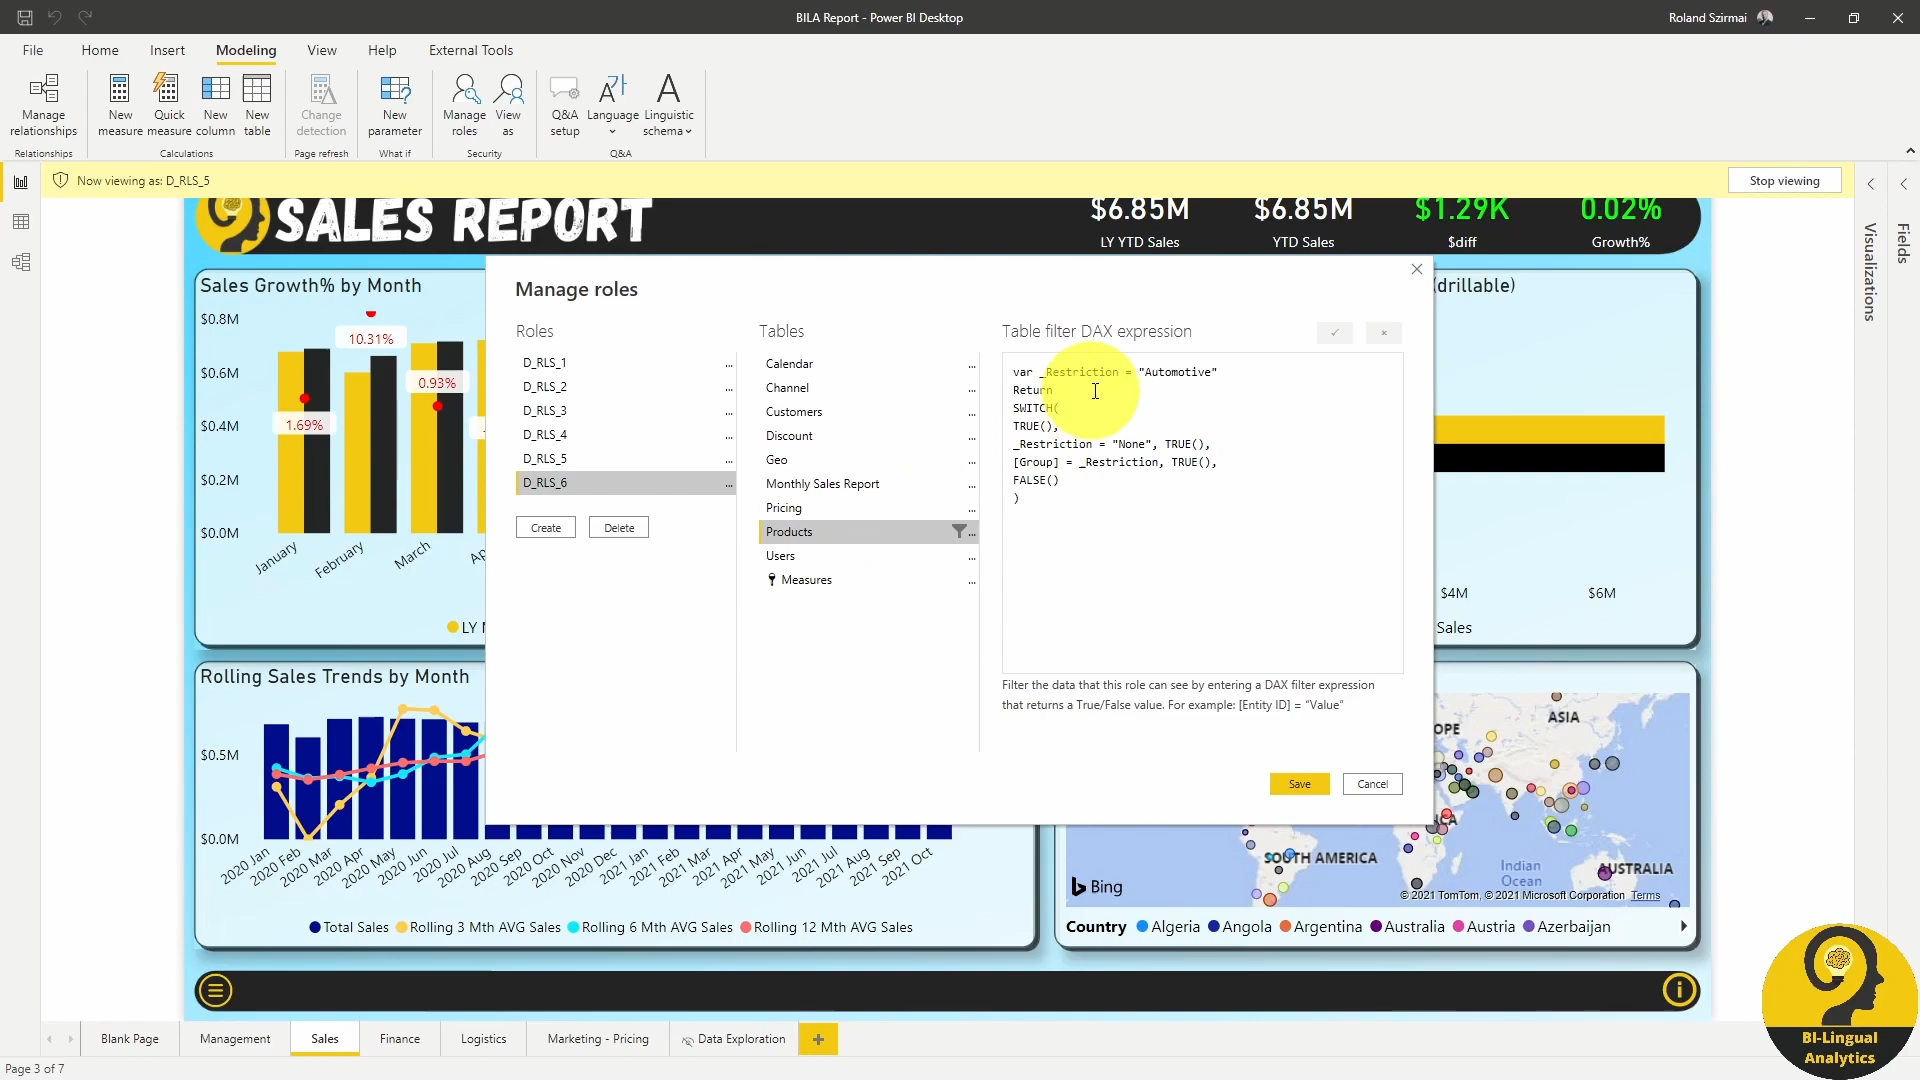 BILA Report - Power BI Desktop
Roland Szirmai
File Home Insert Modeling View Help External Tools
Manage relationships
New measure
Quick measure
New column
New table
Change detection
New parameter
Manage roles
View as
Q&A setup
Language
Linguistic schema
Relationships Calculations Page refresh What if Security Q&A
Now viewing as: D_RLS_5
Stop viewing
Visualizations
Fields
SALES REPORT
$6.85M $6.85M $1.29K 0.02%
LY YTD Sales YTD Sales $diff Growth%
Sales Growth% by Month
$0.8M
$0.6M
$0.4M
$0.2M
$0.0M
10.31%
0.93%
1.69%
January February March Ap
LY
(drillable)
$4M $6M
Sales
Manage roles
Roles
D_RLS_1 ...
D_RLS_2 ...
D_RLS_3 ...
D_RLS_4 ...
D_RLS_5 ...
D_RLS_6 ...
Create Delete
Tables
Calendar ...
Channel ...
Customers ...
Discount ...
Geo ...
Monthly Sales Report ...
Pricing ...
Products ...
Users ...
Measures ...
Table filter DAX expression
var _Restriction = "Automotive"
Return
SWITCH(
TRUE(),
_Restriction = "None", TRUE(),
[Group] = _Restriction, TRUE(),
FALSE()
)
Filter the data that this role can see by entering a DAX filter expression
that returns a True/False value. For example: [Entity ID] = "Value"
Save Cancel
Rolling Sales Trends by Month
$0.5M
$0.0M
2020 Jan 2020 Feb 2020 Mar 2020 Apr 2020 May 2020 Jun 2020 Jul 2020 Aug 2020 Sep 2020 Oct 2020 Nov 2020 Dec 2021 Jan 2021 Feb 2021 Mar 2021 Apr 2021 May 2021 Jun 2021 Jul 2021 Aug 2021 Sep 2021 Oct
Total Sales Rolling 3 Mth AVG Sales Rolling 6 Mth AVG Sales Rolling 12 Mth AVG Sales
OPE
ASIA
CA
SOUTH AMERICA
Indian
Ocean
AUSTRALIA
Bing
© 2021 TomTom, © 2021 Microsoft Corporation Terms
Country Algeria Angola Argentina Australia Austria Azerbaijan
Blank Page Management Sales Finance Logistics Marketing - Pricing Data Exploration +
Page 3 of 7
BI-Lingual
Analytics